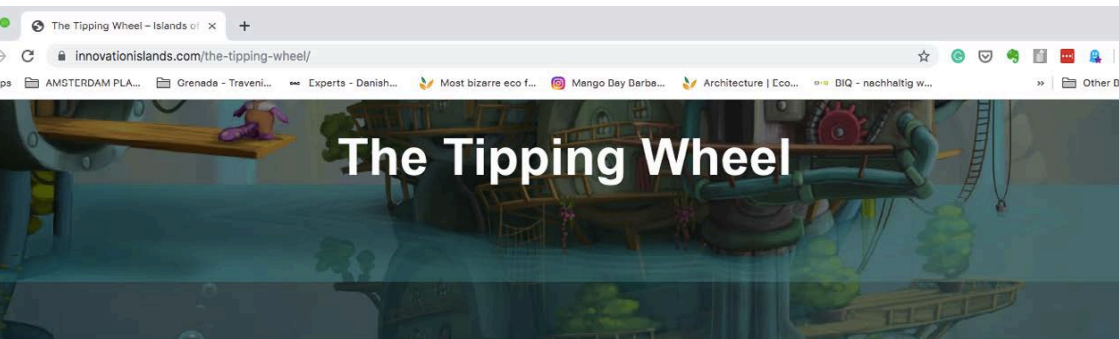 The Tipping Wheel – Islands of
innovationislands.com/the-tipping-wheel/
ps AMSTERDAM PLA... Grenada - Traveni... Experts - Danish... Most bizarre eco f... Mango Bay Barba... Architecture | Eco... BIQ - nachhaltig w... » Other B
The Tipping Wheel